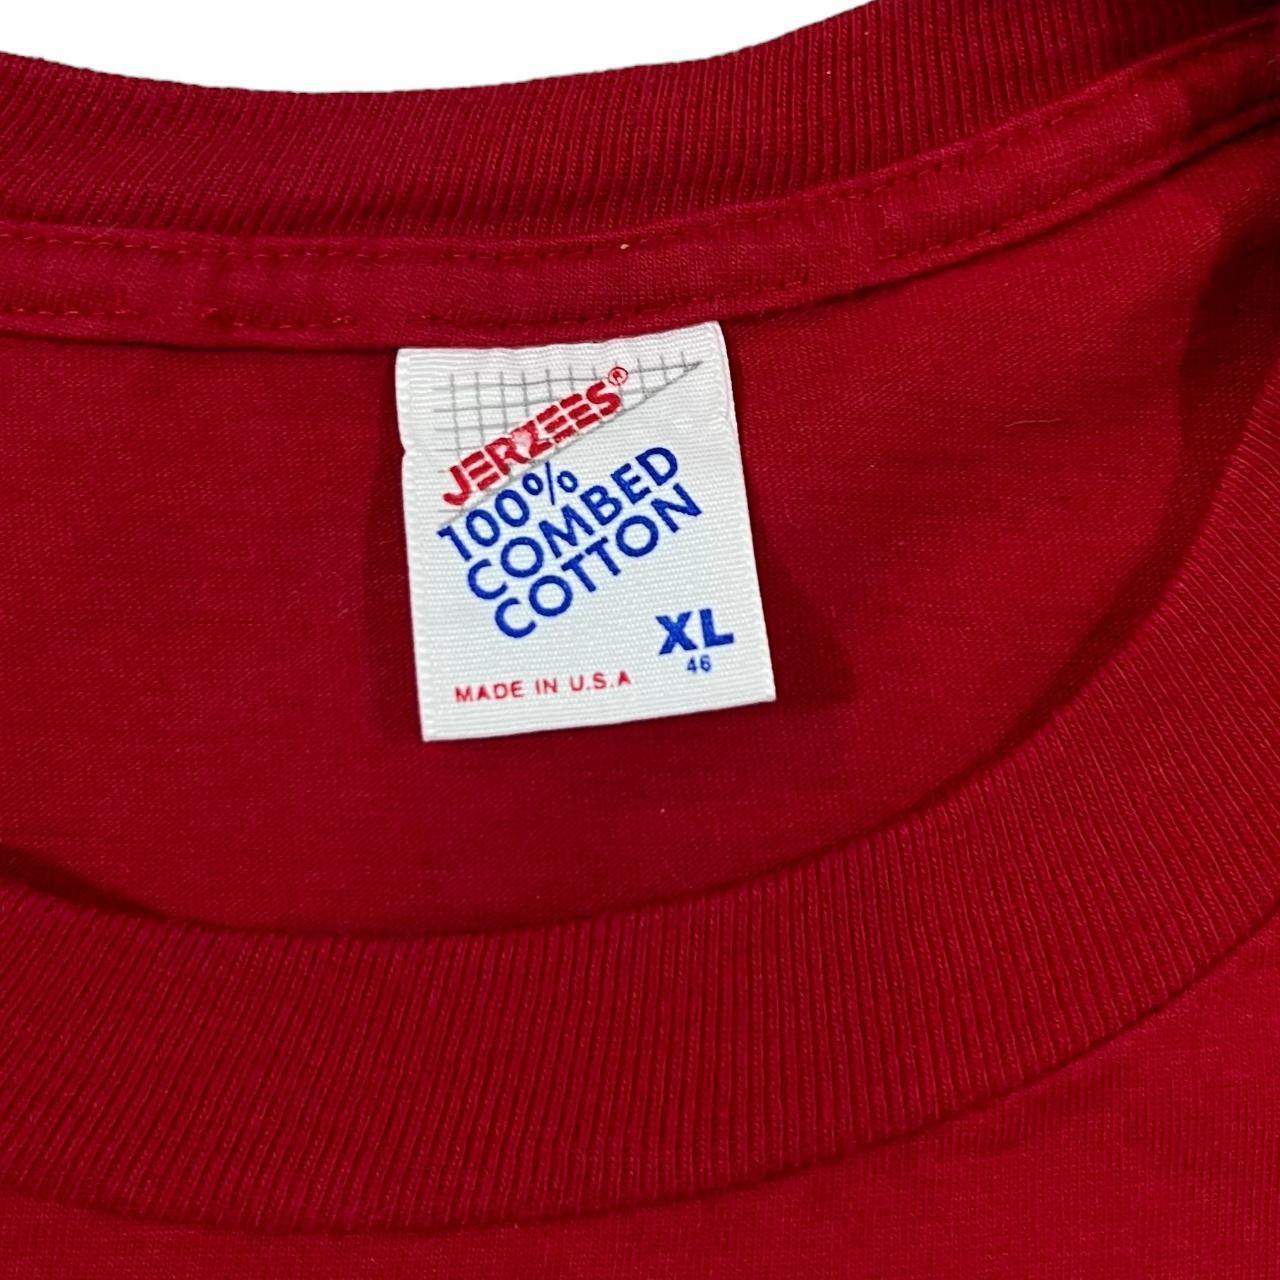 JERZEES®
100%
COMBED
COTTON
XL
46
MADE IN U.S.A